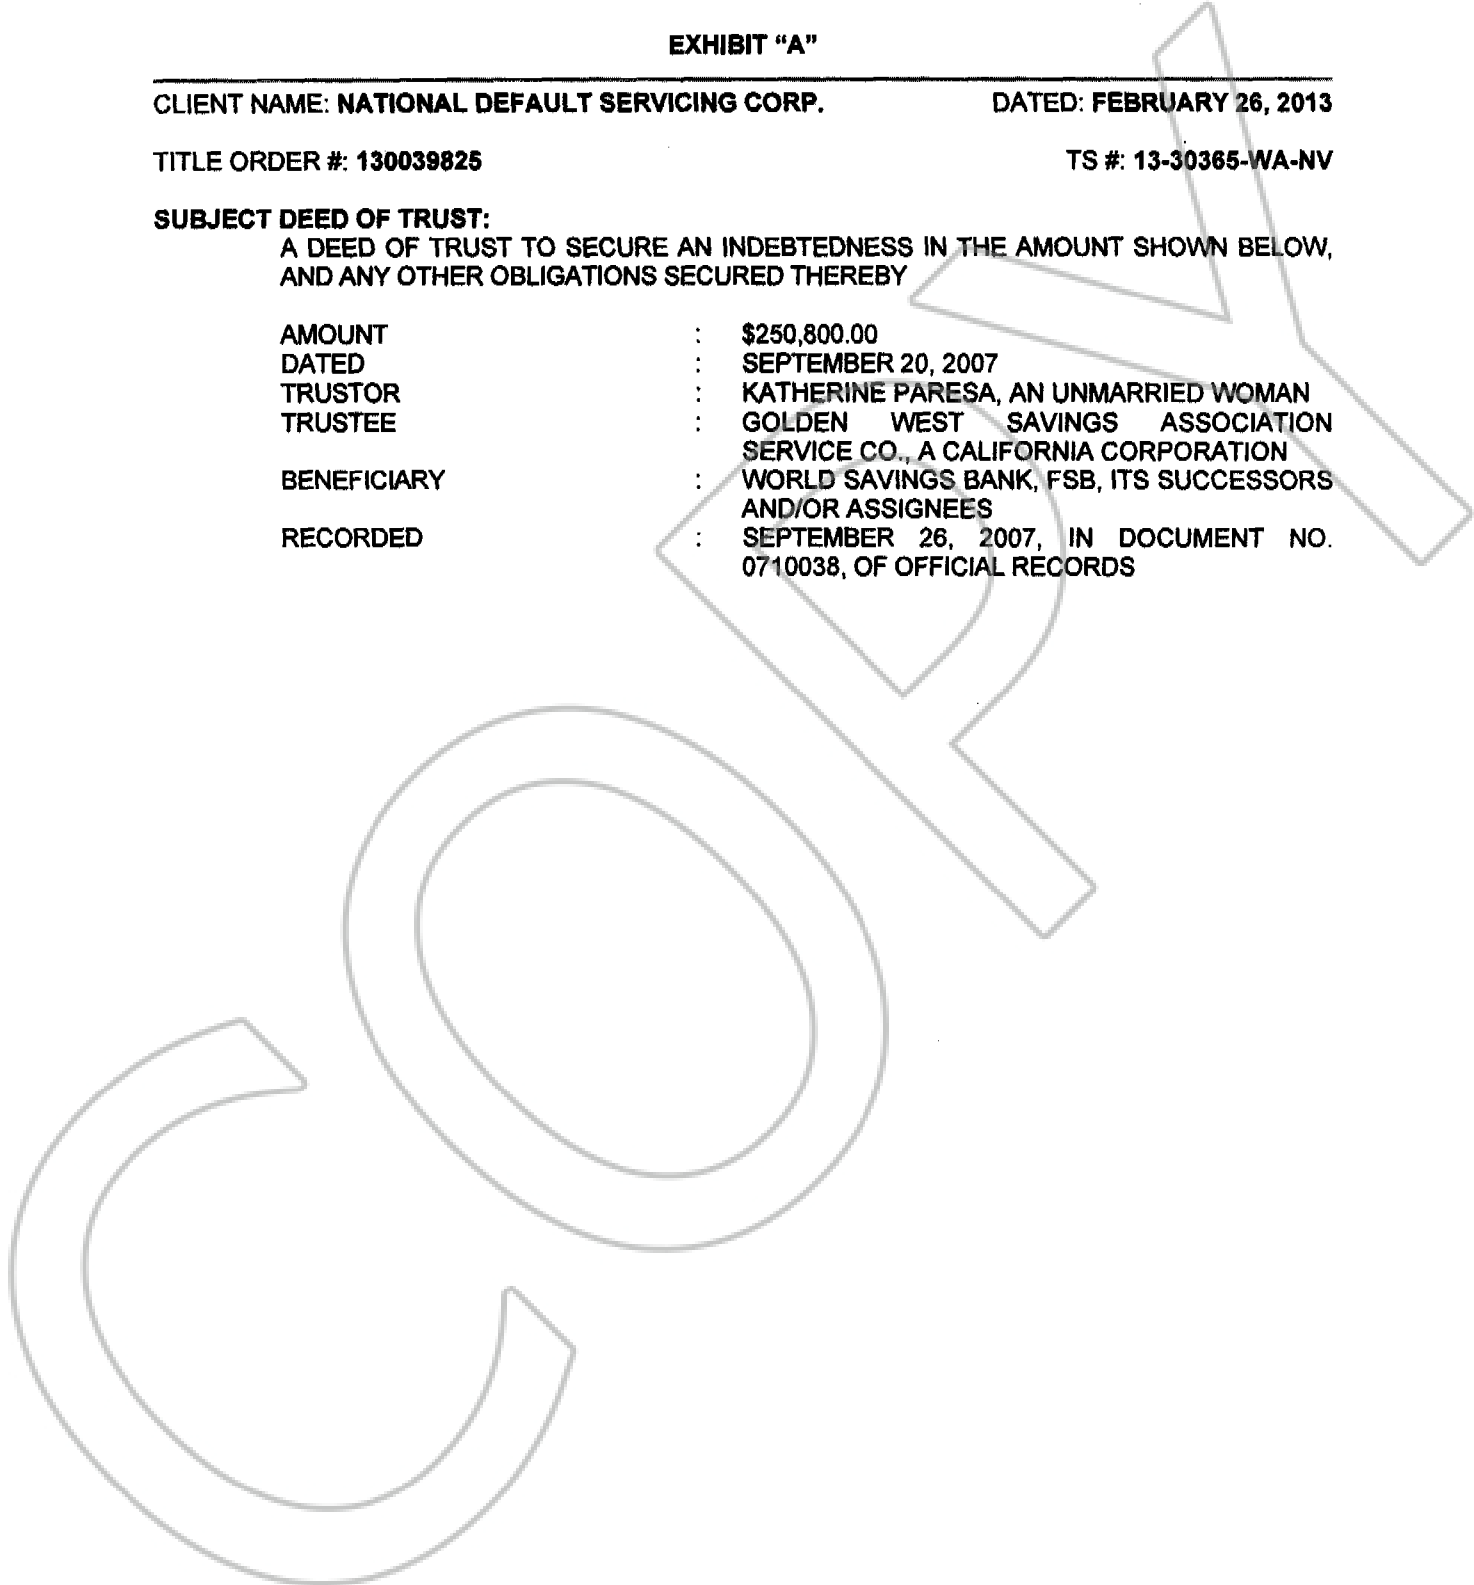 EXHIBIT “A”
CLIENT NAME: NATIONAL DEFAULT SERVICING CORP. DATED: FEBRUARY 26, 2013
TITLE ORDER #: 130039825 TS #: 13-30365-WA-NV
SUBJECT DEED OF TRUST:
A DEED OF TRUST TO SECURE AN INDEBTEDNESS IN THE AMOUNT SHOWN BELOW,
AND ANY OTHER OBLIGATIONS SECURED THEREBY
AMOUNT : $250,800.00
DATED : SEPTEMBER 20, 2007
TRUSTOR : KATHERINE PARESA, AN UNMARRIED WOMAN
TRUSTEE : GOLDEN WEST SAVINGS ASSOCIATION
SERVICE CO., A CALIFORNIA CORPORATION
BENEFICIARY : WORLD SAVINGS BANK, FSB, ITS SUCCESSORS
AND/OR ASSIGNEES
RECORDED : SEPTEMBER 26, 2007, IN DOCUMENT NO.
0710038, OF OFFICIAL RECORDS
COPY